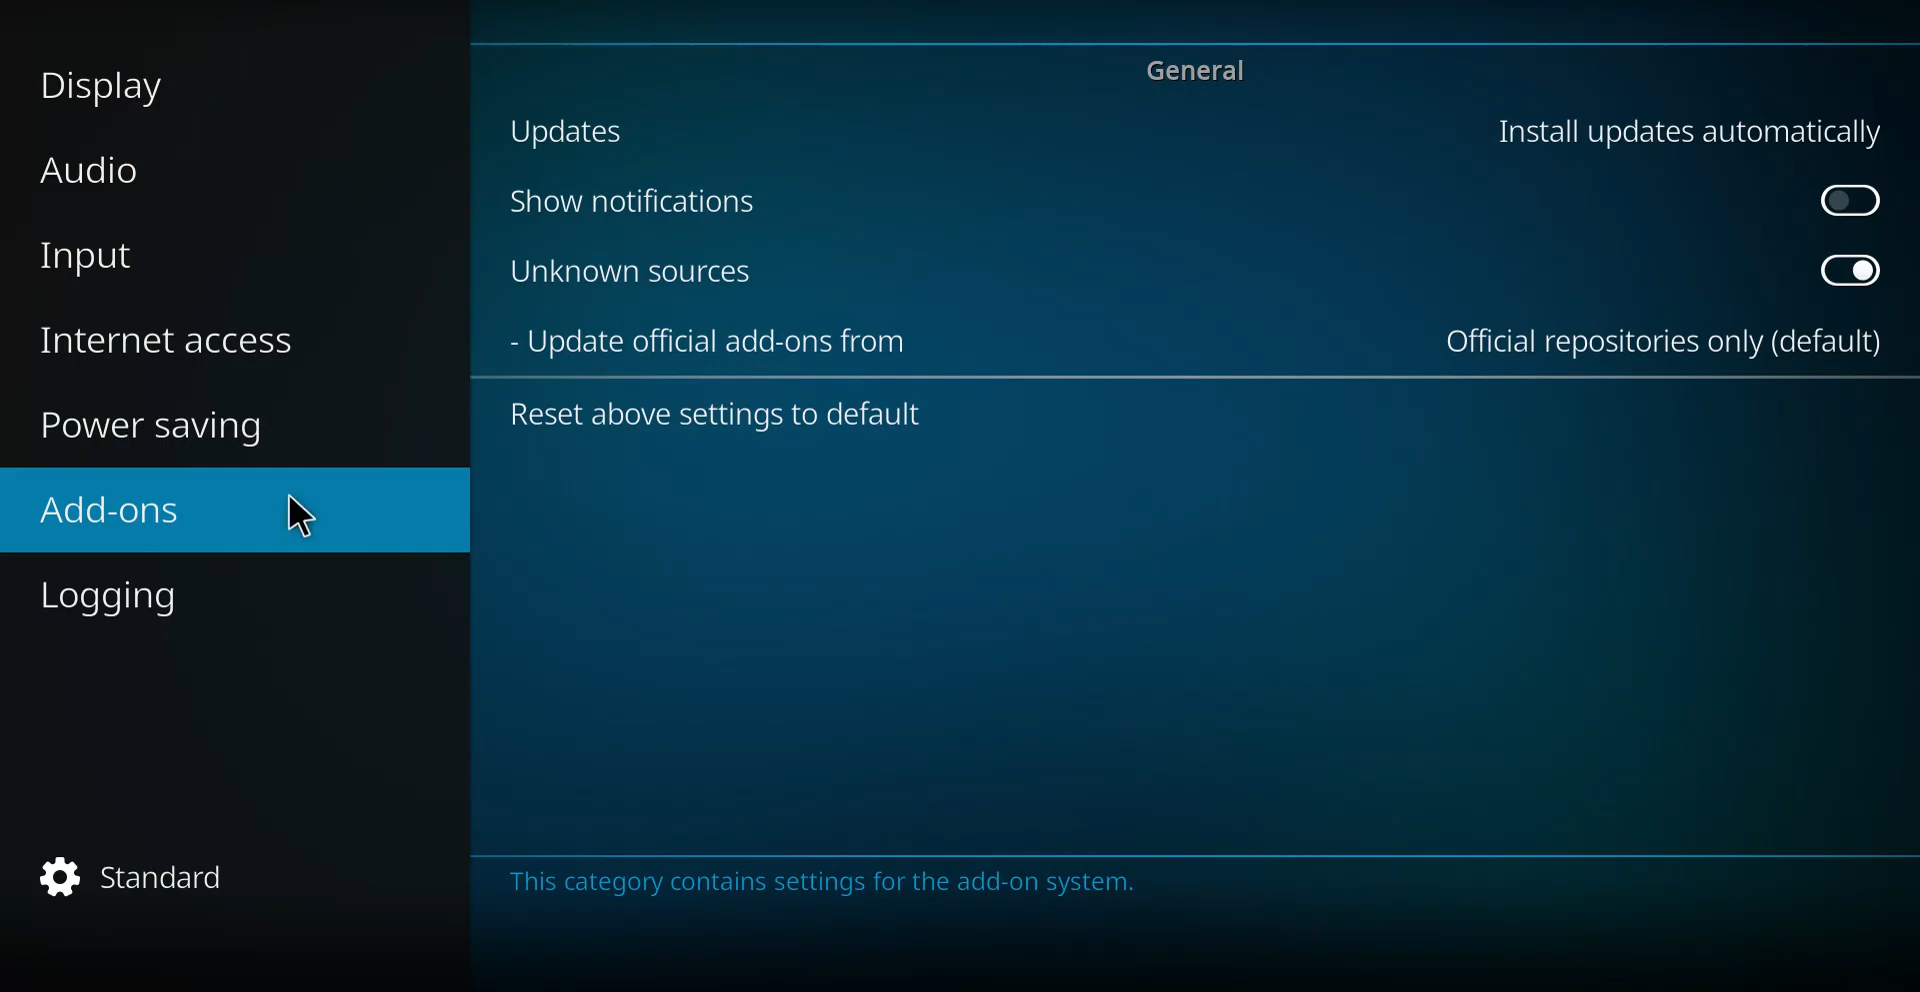 Display
Audio
Input
Internet access
Power saving
Add-ons
Logging
Standard
General
Updates Install updates automatically
Show notifications
Unknown sources
- Update official add-ons from Official repositories only (default)
Reset above settings to default
This category contains settings for the add-on system.